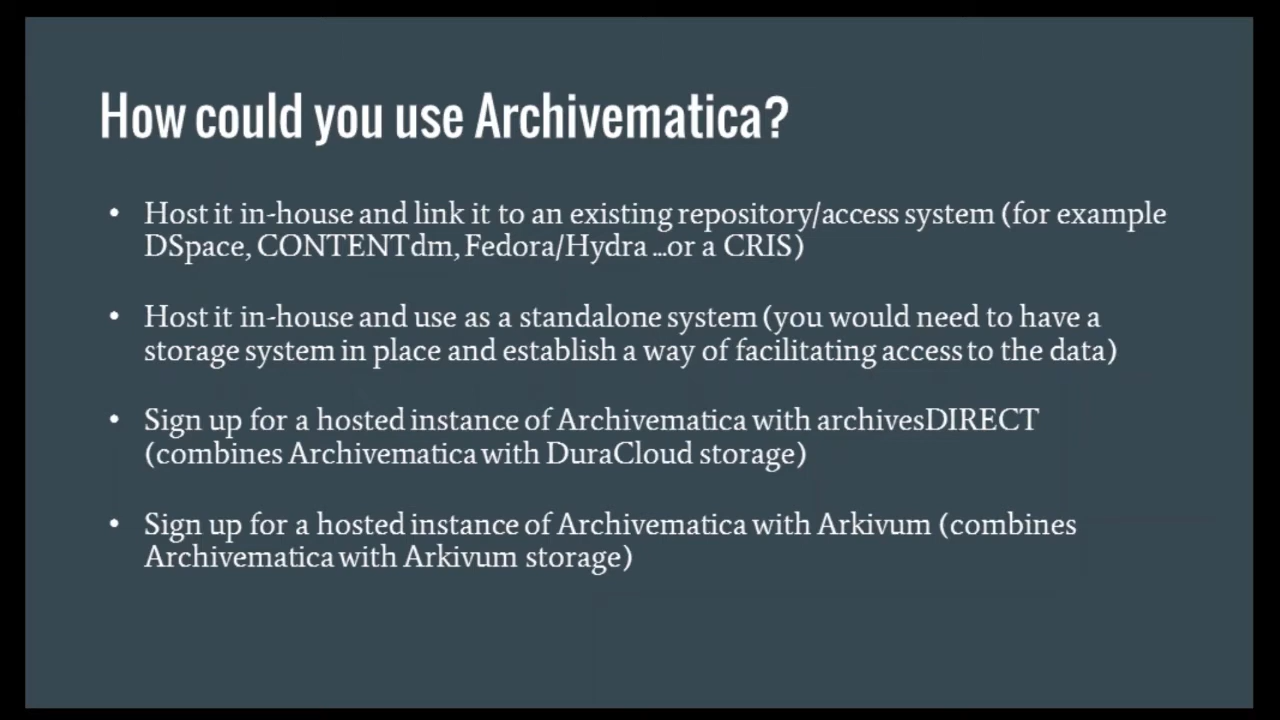 How could you use Archivematica?
• Host it in-house and link it to an existing repository/access system (for example
DSpace, CONTENTdm, Fedora/Hydra ...or a CRIS)
• Host it in-house and use as a standalone system (you would need to have a
storage system in place and establish a way of facilitating access to the data)
• Sign up for a hosted instance of Archivematica with archivesDIRECT
(combines Archivematica with DuraCloud storage)
• Sign up for a hosted instance of Archivematica with Arkivum (combines
Archivematica with Arkivum storage)